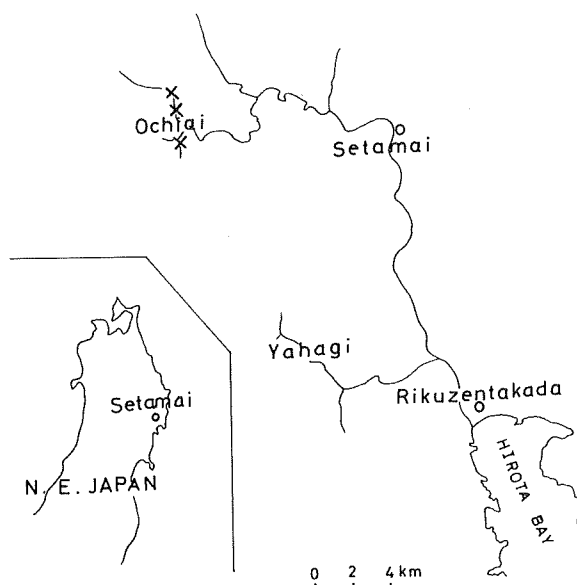 Ochiai
Setamai
Yahagi
Rikuzentakada
Setamai
N. E. JAPAN
HIROTA BAY
0 2 4 km